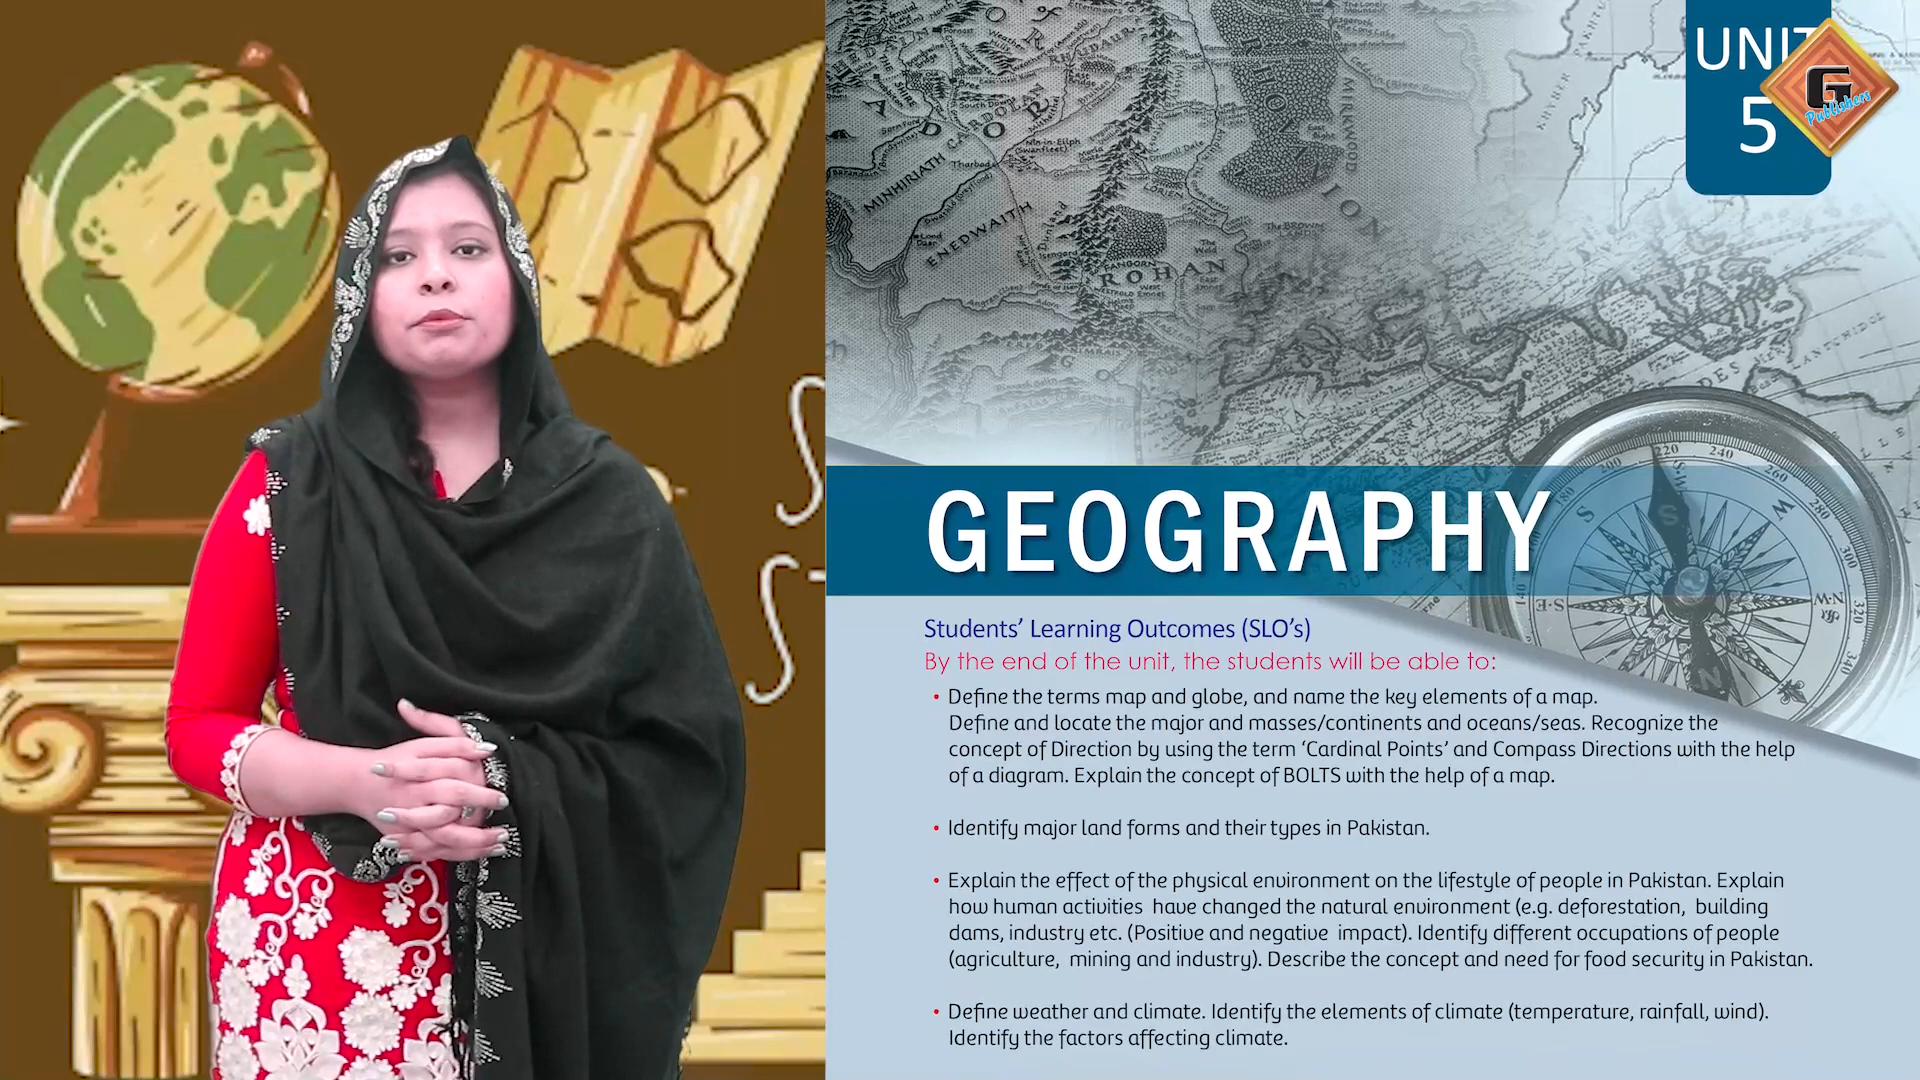 UNIT
5
G
Publishers
MINHIRIATH
CARDOLAN
Tharbad
ENEDWAITH
ROHAN
FANGORN
MIRKWOOD
GEOGRAPHY
Students' Learning Outcomes (SLO's)
By the end of the unit, the students will be able to:
• Define the terms map and globe, and name the key elements of a map.
Define and locate the major and masses/continents and oceans/seas. Recognize the
concept of Direction by using the term 'Cardinal Points' and Compass Directions with the help
of a diagram. Explain the concept of BOLTS with the help of a map.
• Identify major land forms and their types in Pakistan.
• Explain the effect of the physical environment on the lifestyle of people in Pakistan. Explain
how human activities have changed the natural environment (e.g. deforestation, building
dams, industry etc. (Positive and negative impact). Identify different occupations of people
(agriculture, mining and industry). Describe the concept and need for food security in Pakistan.
• Define weather and climate. Identify the elements of climate (temperature, rainfall, wind).
Identify the factors affecting climate.